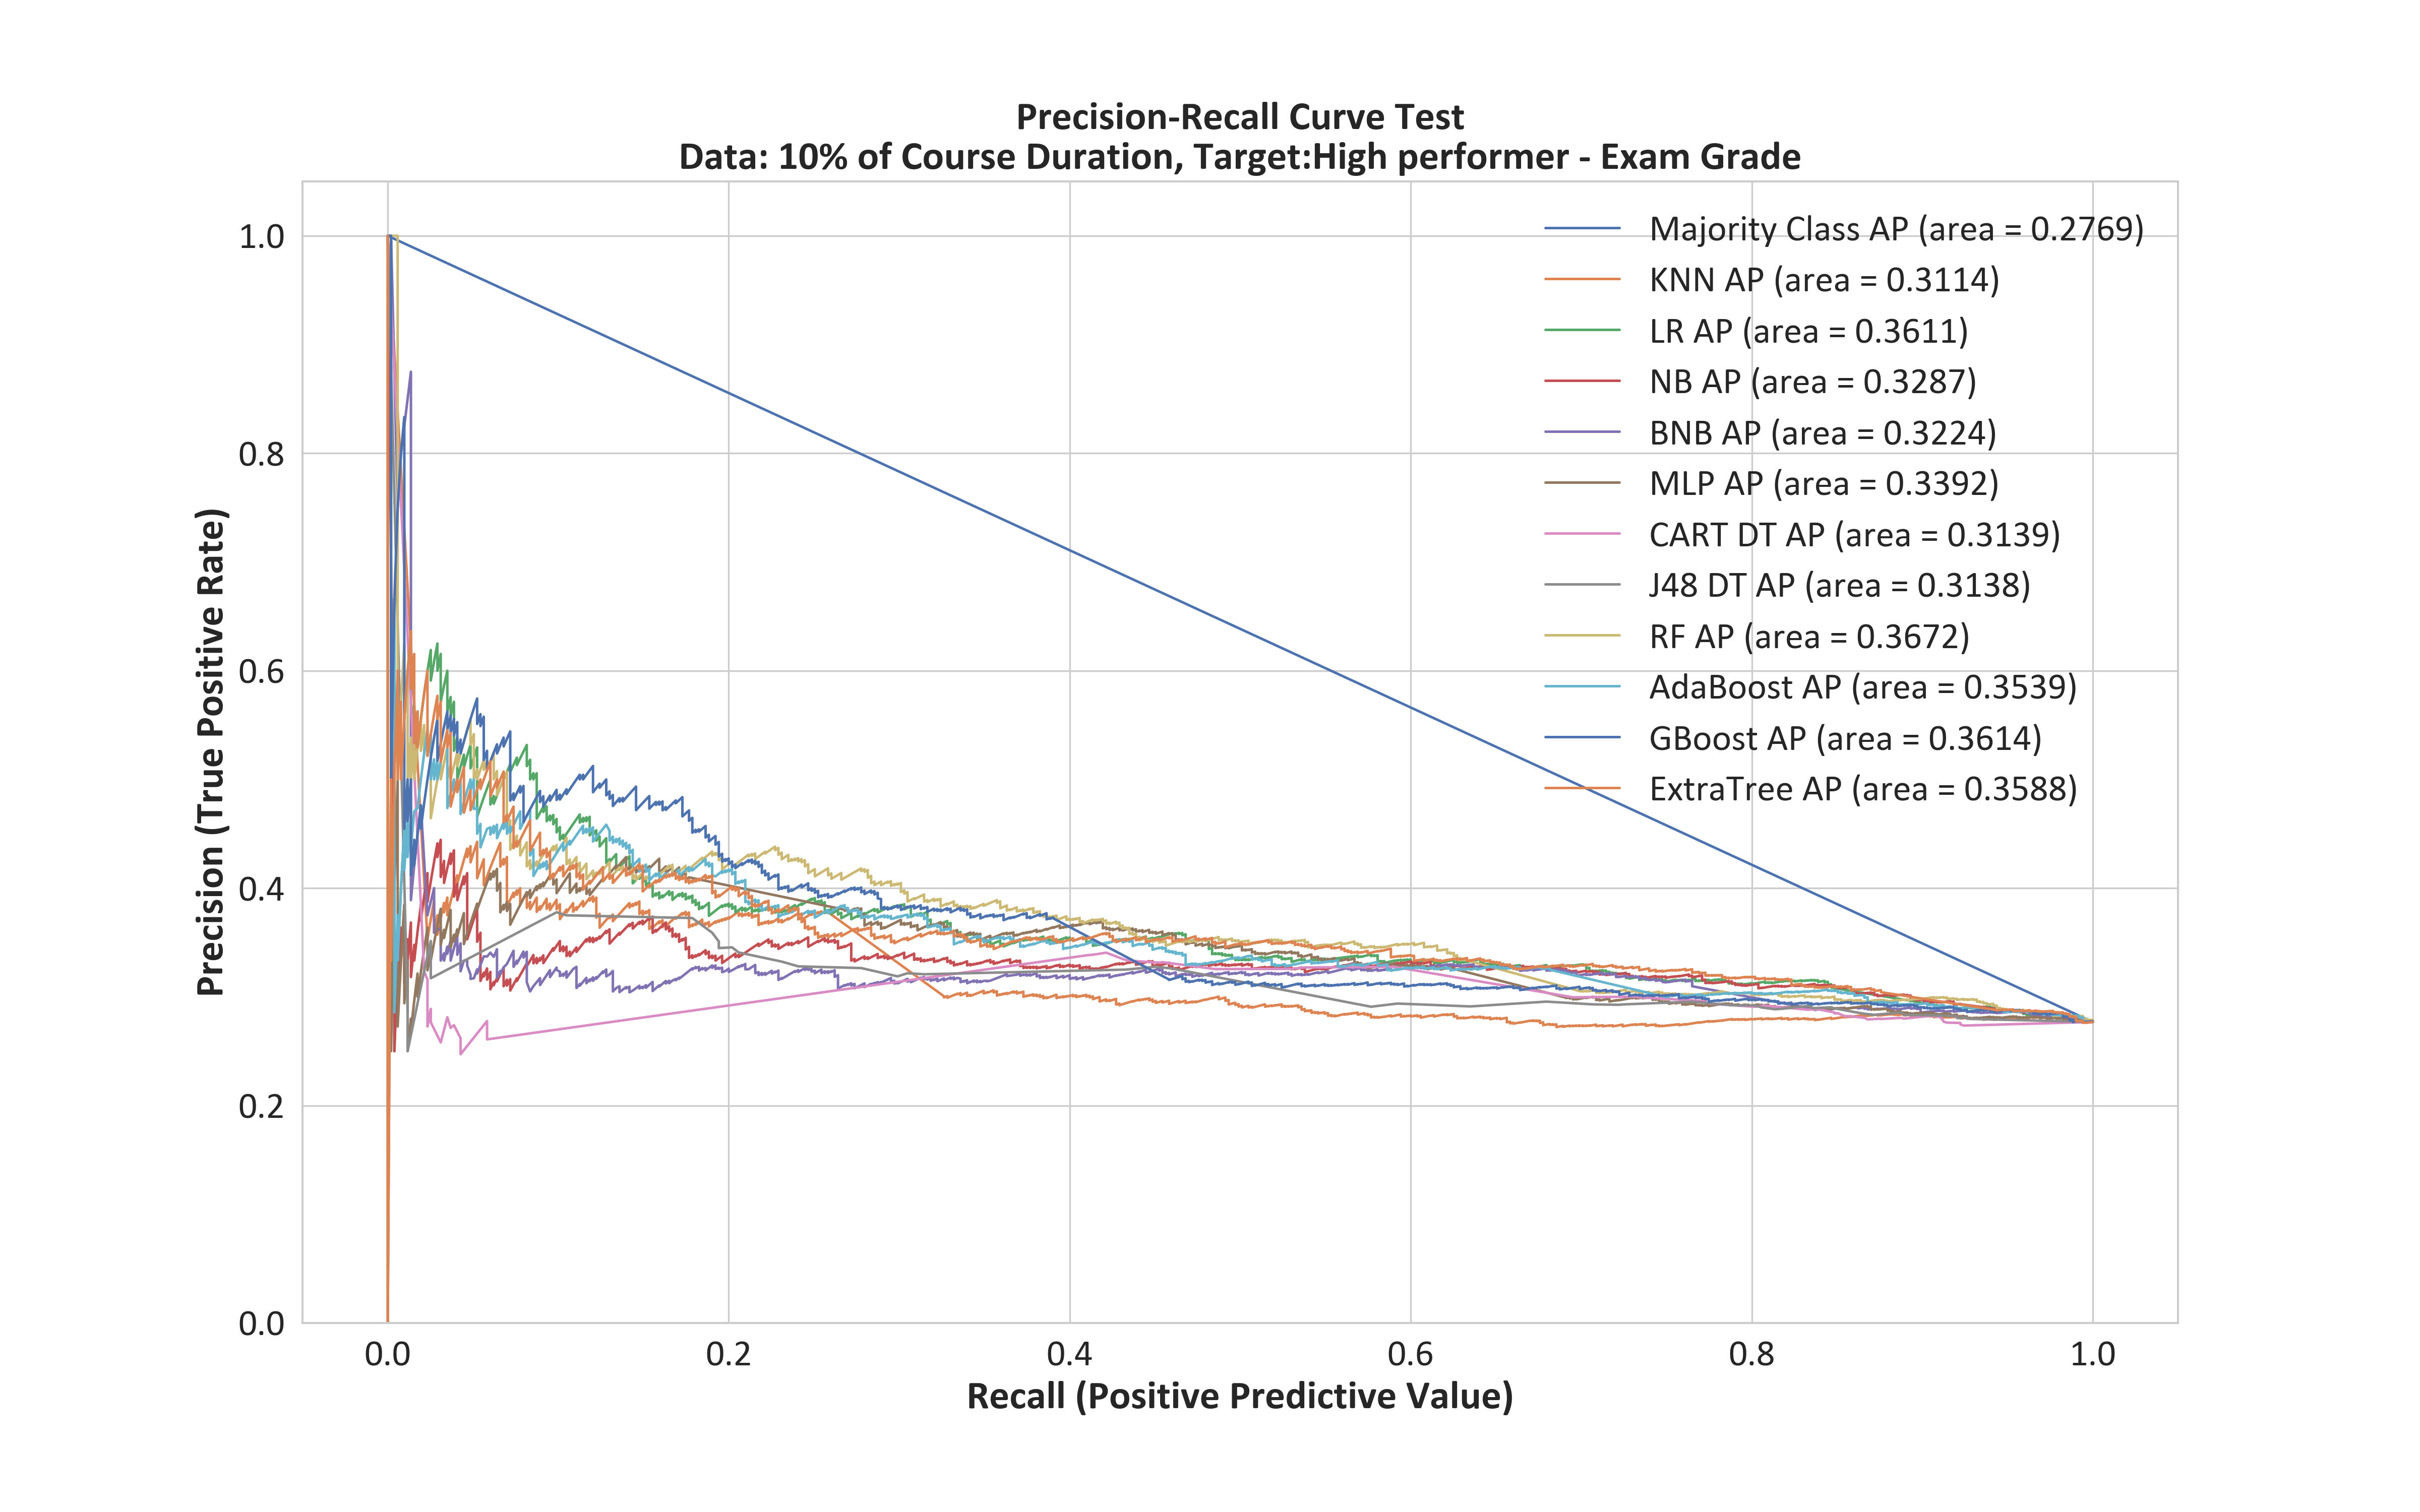 Precision-Recall Curve Test
Data: 10% of Course Duration, Target:High performer - Exam Grade
Majority Class AP (area = 0.2769)
KNN AP (area = 0.3114)
LR AP (area = 0.3611)
NB AP (area = 0.3287)
BNB AP (area = 0.3224)
MLP AP (area = 0.3392)
CART DT AP (area = 0.3139)
J48 DT AP (area = 0.3138)
RF AP (area = 0.3672)
AdaBoost AP (area = 0.3539)
GBoost AP (area = 0.3614)
ExtraTree AP (area = 0.3588)
Precision (True Positive Rate)
1.0
0.8
0.6
0.4
0.2
0.0
0.0 0.2 0.4 0.6 0.8 1.0
Recall (Positive Predictive Value)